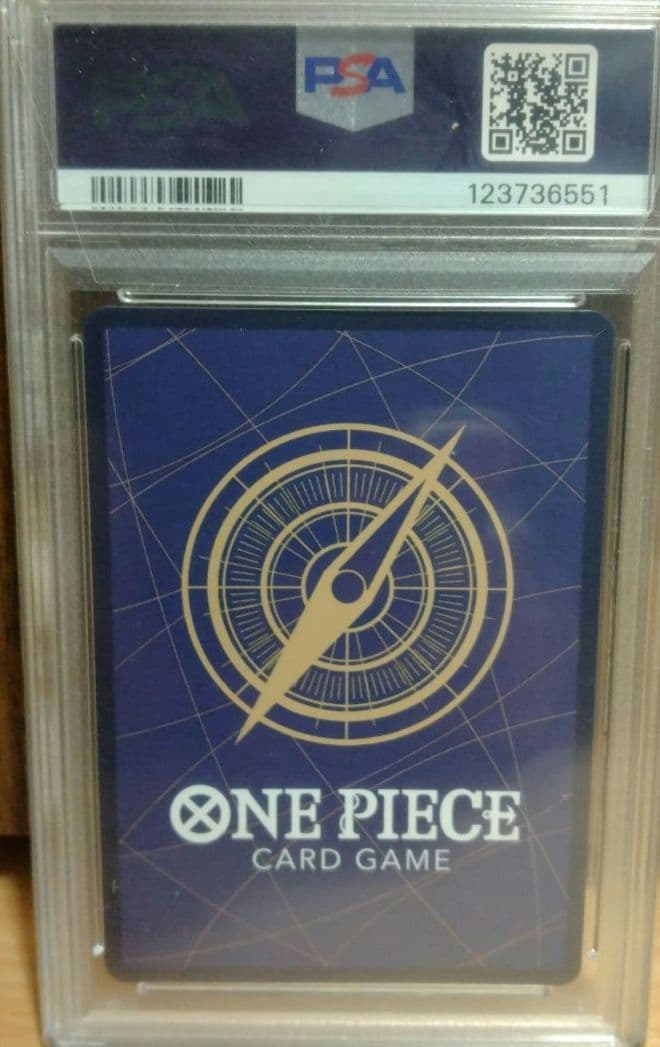 PSA
PSA
123736551
ONE PIECE
CARD GAME